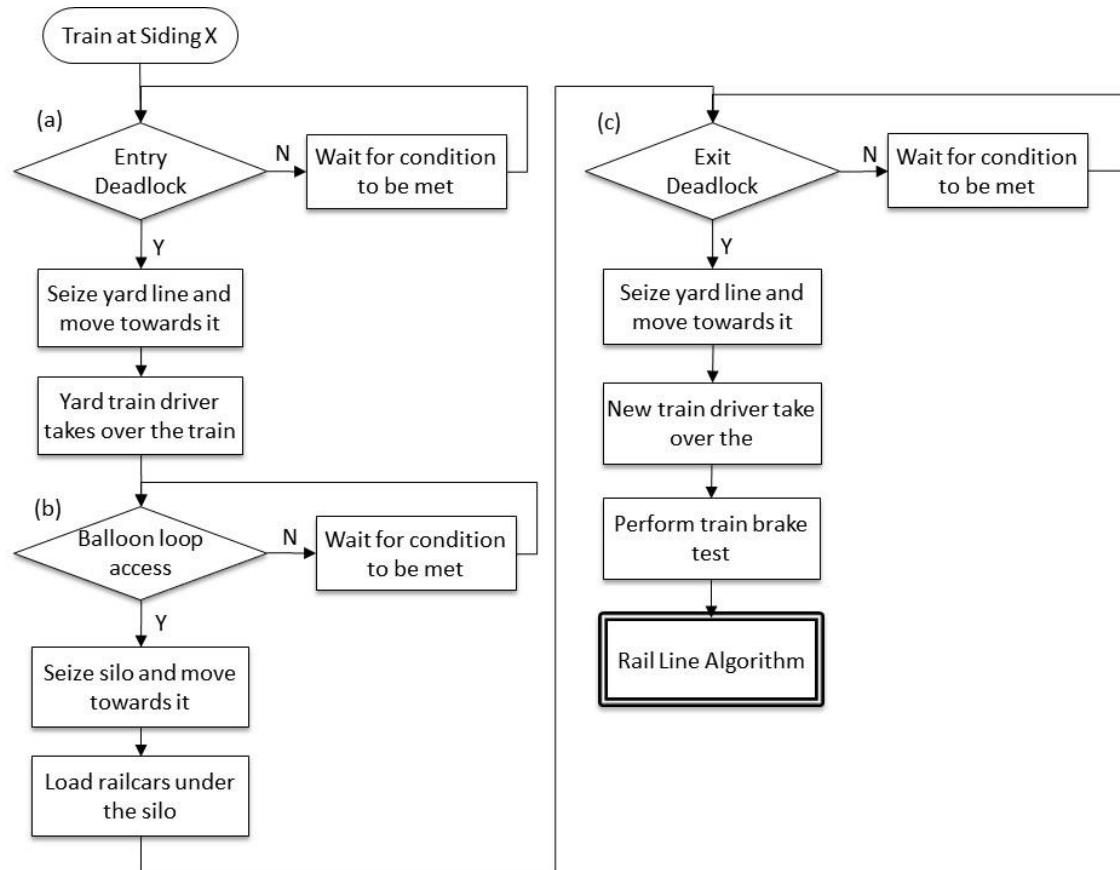 Train at Siding X
(a)
Entry
Deadlock
N
Wait for condition
to be met
Y
Seize yard line and
move towards it
Yard train driver
takes over the train
(b)
Balloon loop
access
N
Wait for condition
to be met
Y
Seize silo and move
towards it
Load railcars under
the silo
(c)
Exit
Deadlock
N
Wait for condition
to be met
Y
Seize yard line and
move towards it
New train driver take
over the
Perform train brake
test
Rail Line Algorithm